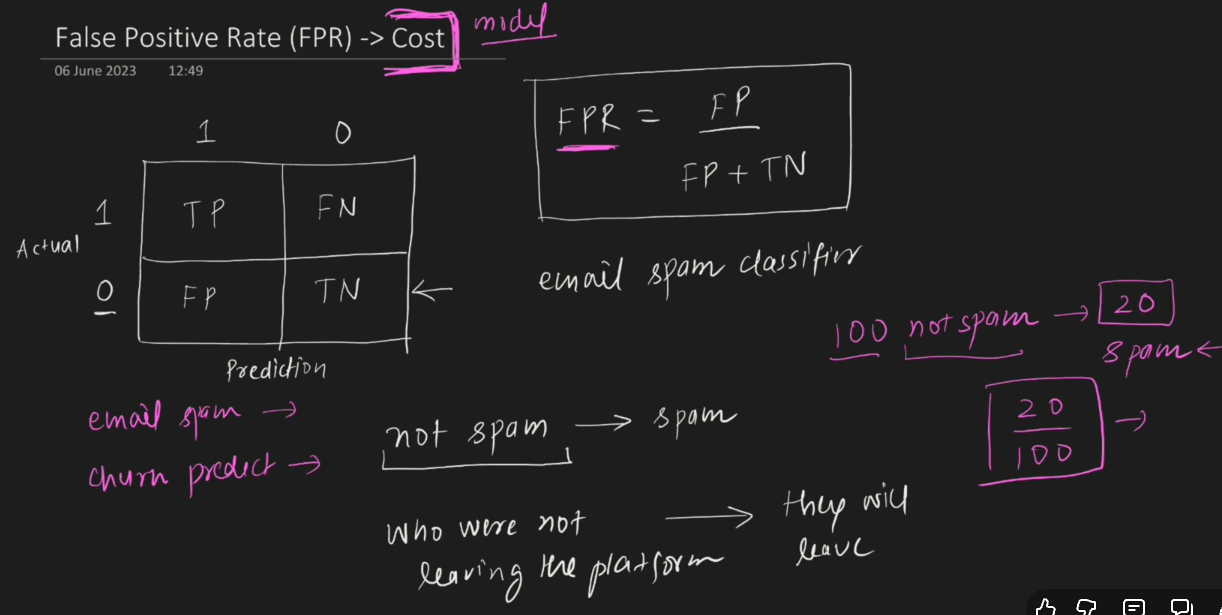 False Positive Rate (FPR) -> Cost
model
06 June 2023 12:49
1 0
1 TP FN
Actual
0 FP TN
Prediction
FPR = FP
FP + TN
email spam classifier
100 not spam → 20
spam ←
20
100 →
email spam →
churn predict →
not spam → spam
who were not leaving the platform → they will leave